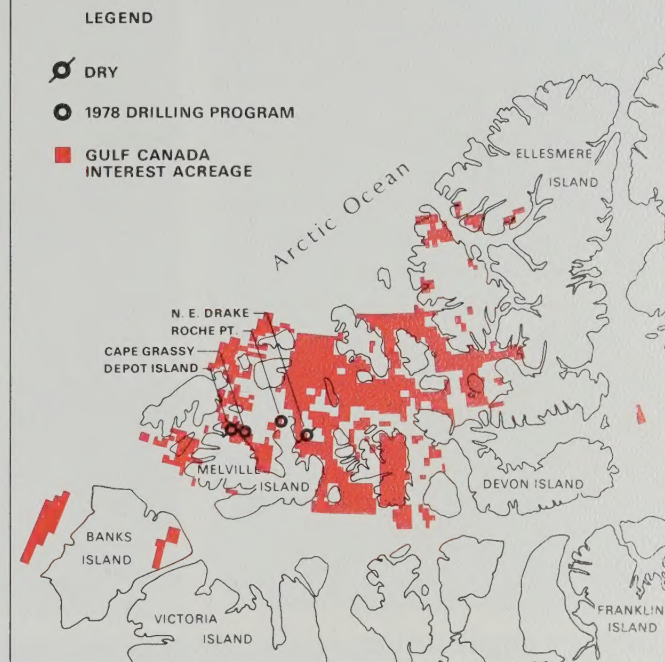 LEGEND
DRY
1978 DRILLING PROGRAM
GULF CANADA
INTEREST ACREAGE
ELLESMERE
ISLAND
Arctic Ocean
N. E. DRAKE
ROCHE PT.
CAPE GRASSY
DEPOT ISLAND
MELVILLE
ISLAND
DEVON ISLAND
BANKS
ISLAND
VICTORIA
ISLAND
FRANKLIN
ISLAND